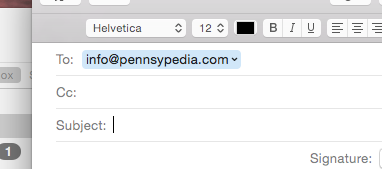 Helvetica 12 B I U
To: info@pennsypedia.com
Cc:
Subject:
Signature:
1